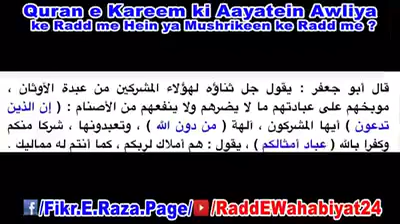 Quran e Kareem ki Aayatein Awliya
ke Radd me Hein ya Mushrikeen ke Radd me ?
قال أبو جعفر : يقول جل ثناؤه لهؤلاء المشركين من عبدة الأوثان ،
موبخهم على عبادتهم ما لا يضرهم ولا ينفعهم من الأصنام : ( إن الذين
تدعون ) أيها المشركون ، آلهة ( من دون الله ) ، وتعبدونها ، شركا منكم
وكفرا بالله ( عباد أمثالكم ) ، يقول : هم أملاك لربكم ، كما أنتم له مماليك .
f/Fikr.E.Raza.Page/ /RaddEWahabiyat24